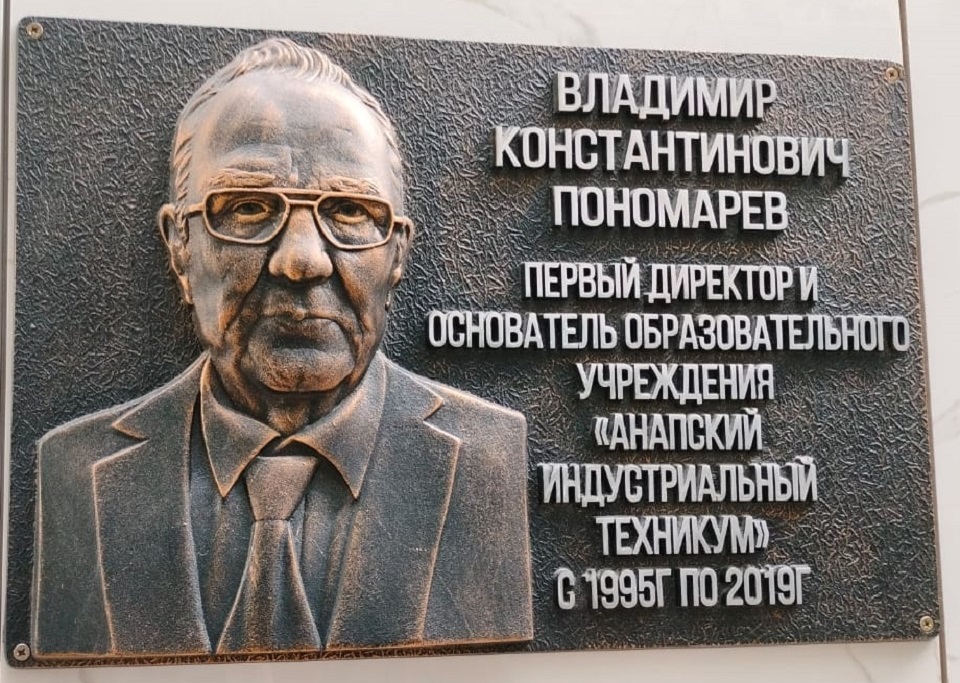 ВЛАДИМИР
КОНСТАНТИНОВИЧ
ПОНОМАРЕВ
ПЕРВЫЙ ДИРЕКТОР И
ОСНОВАТЕЛЬ ОБРАЗОВАТЕЛЬНОГО
УЧРЕЖДЕНИЯ
«АНАПСКИЙ
ИНДУСТРИАЛЬНЫЙ
ТЕХНИКУМ»
С 1995Г ПО 2019Г